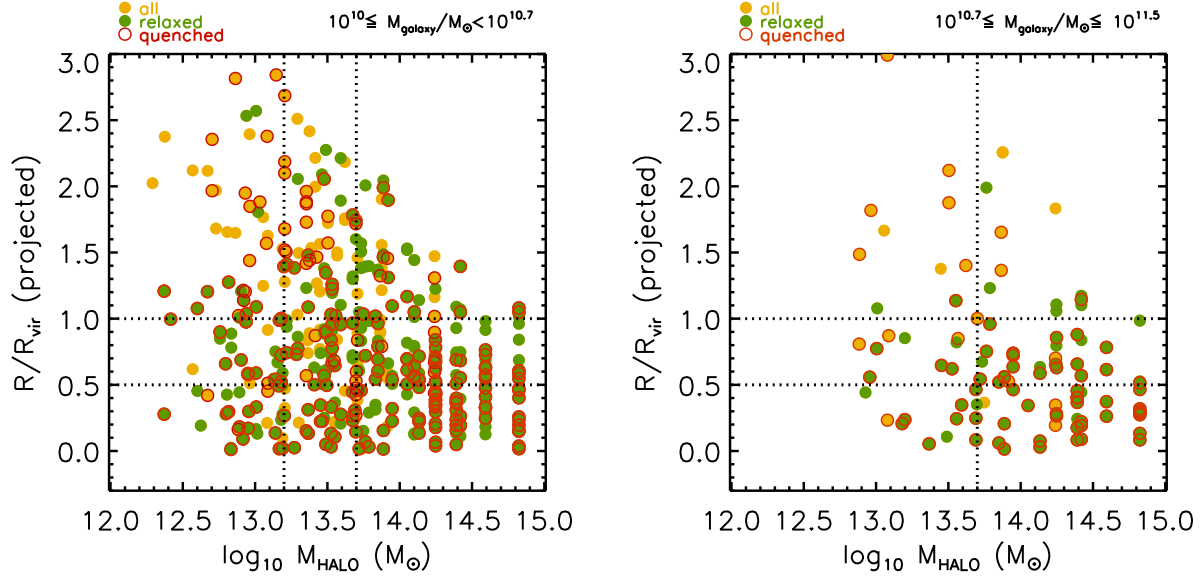 all
relaxed
quenched
10^10 ≦ M_galaxy/M_⊙ < 10^10.7
3.0
2.5
2.0
1.5
1.0
0.5
0.0
R/R_vir (projected)
12.0 12.5 13.0 13.5 14.0 14.5 15.0
log_10 M_HALO (M_⊙)
all
relaxed
quenched
10^10.7 ≦ M_galaxy/M_⊙ ≦ 10^11.5
3.0
2.5
2.0
1.5
1.0
0.5
0.0
R/R_vir (projected)
12.0 12.5 13.0 13.5 14.0 14.5 15.0
log_10 M_HALO (M_⊙)